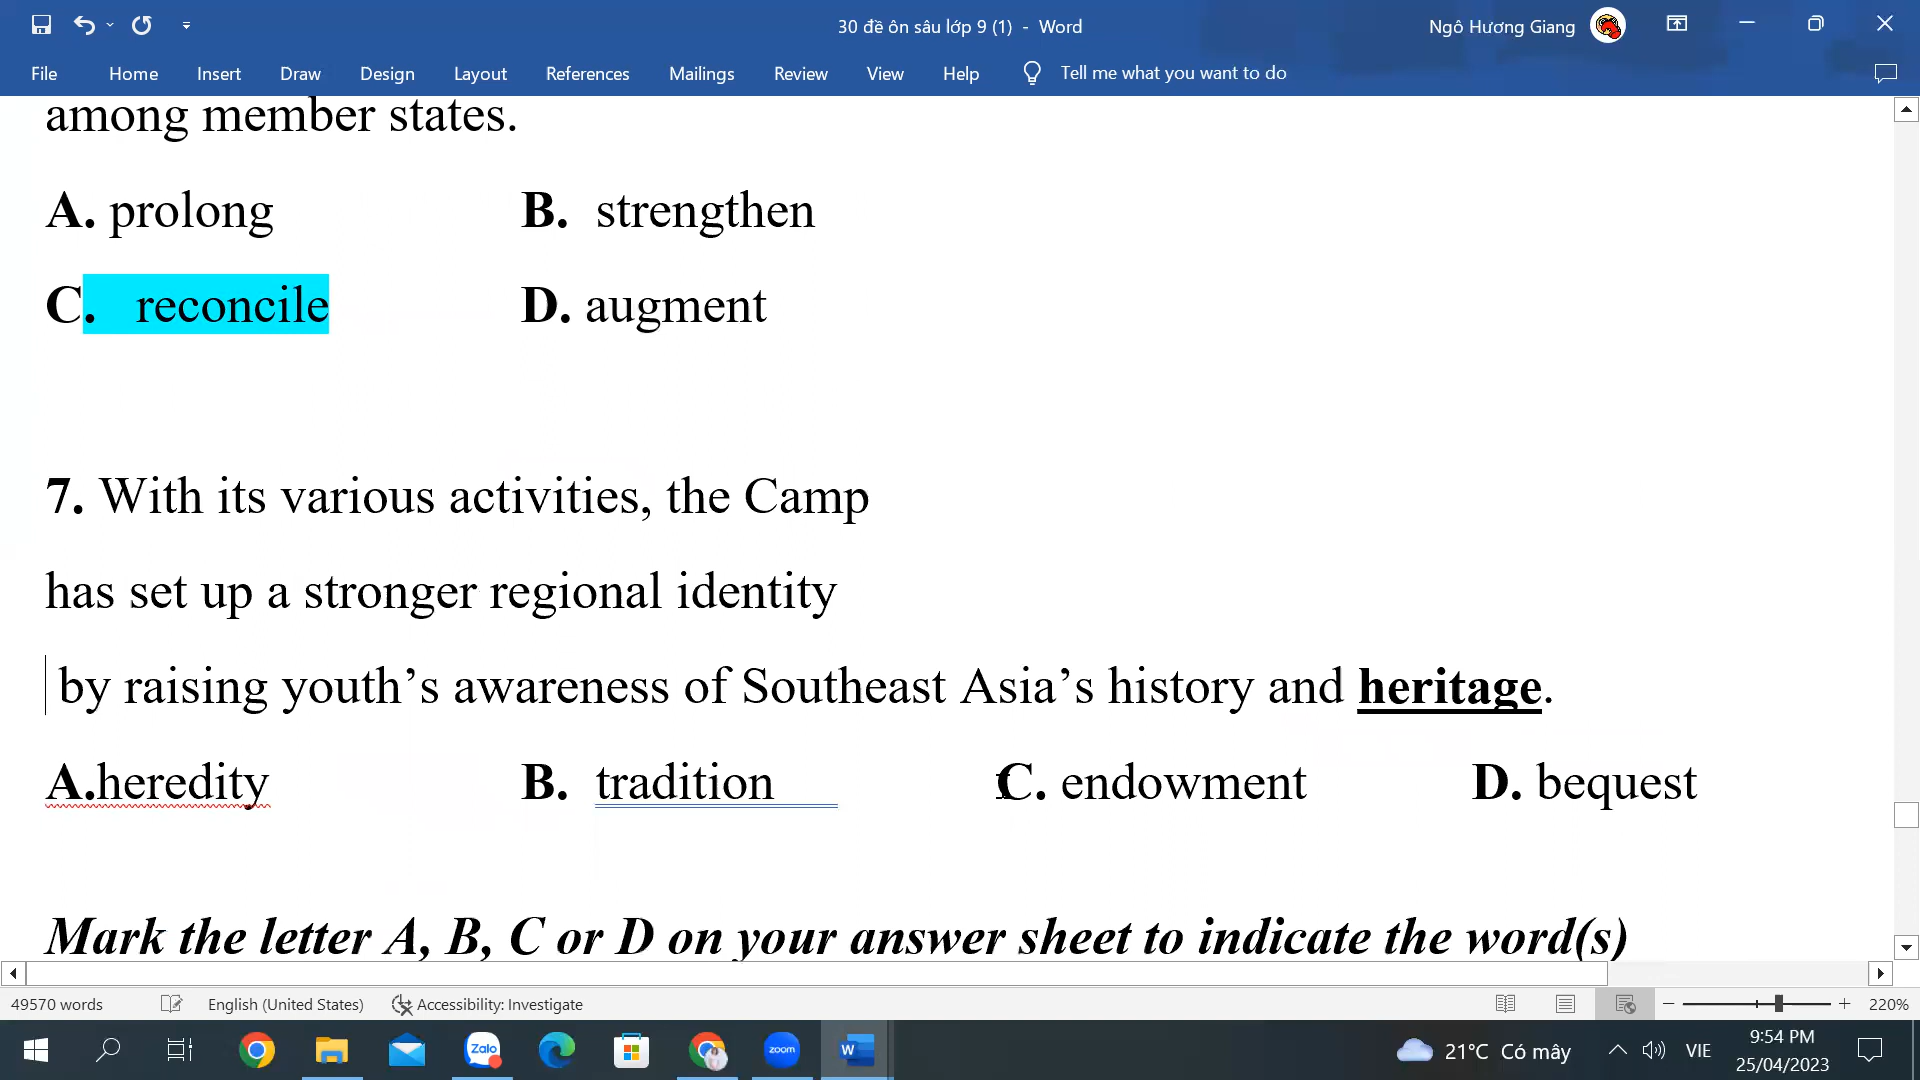 30 đề ôn sâu lớp 9 (1) - Word
Ngô Hương Giang
File Home Insert Draw Design Layout References Mailings Review View Help Tell me what you want to do
among member states.
A. prolong B. strengthen
C. reconcile D. augment
7. With its various activities, the Camp
has set up a stronger regional identity
by raising youth’s awareness of Southeast Asia’s history and heritage.
A.heredity B. tradition C. endowment D. bequest
Mark the letter A, B, C or D on your answer sheet to indicate the word(s)
49570 words English (United States) Accessibility: Investigate 220%
Zalo zoom W 21°C Có mây VIE 9:54 PM
25/04/2023